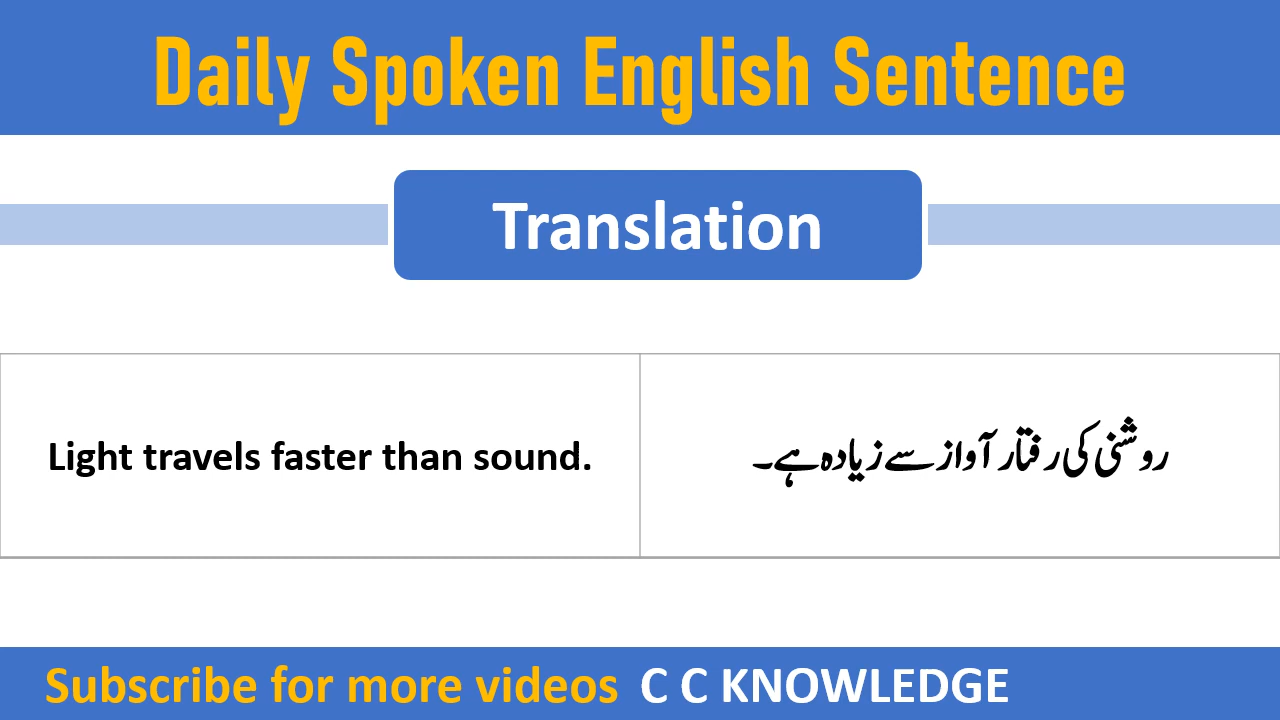 Daily Spoken English Sentence
Translation
Light travels faster than sound.
روشنی کی رفتار آواز سے زیادہ ہے۔
Subscribe for more videos C C KNOWLEDGE